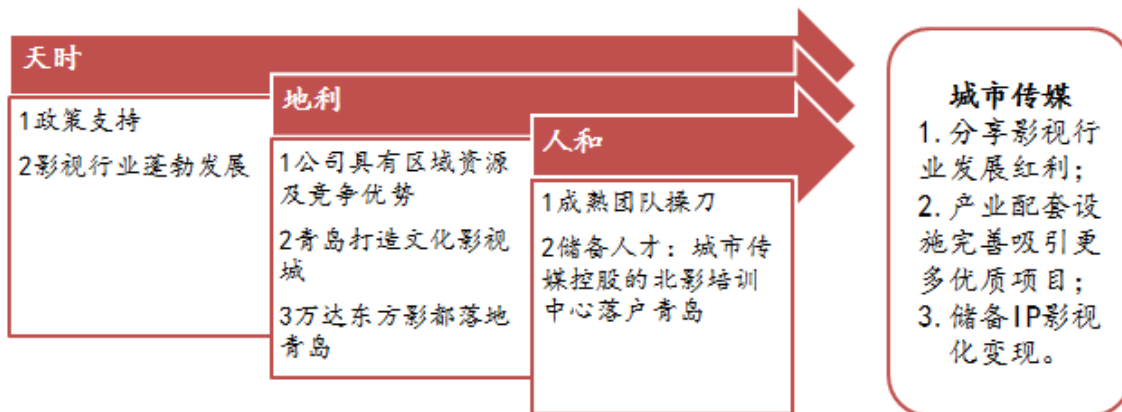 天时
1政策支持
2影视行业蓬勃发展
地利
1公司具有区域资源
及竞争优势
2青岛打造文化影视
城
3万达东方影都落地
青岛
人和
1成熟团队操刀
2储备人才：城市传
媒控股的北影培训
中心落户青岛
城市传媒
1.分享影视行
业发展红利；
2.产业配套设
施完善吸引更
多优质项目；
3.储备IP影视
化变现。